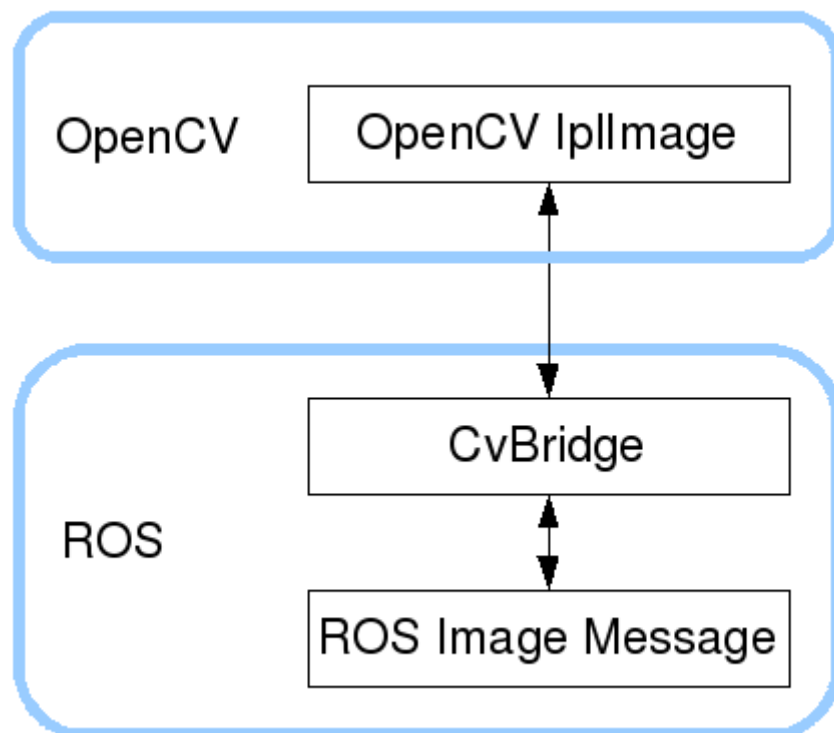 OpenCV
OpenCV IplImage
CvBridge
ROS
ROS Image Message